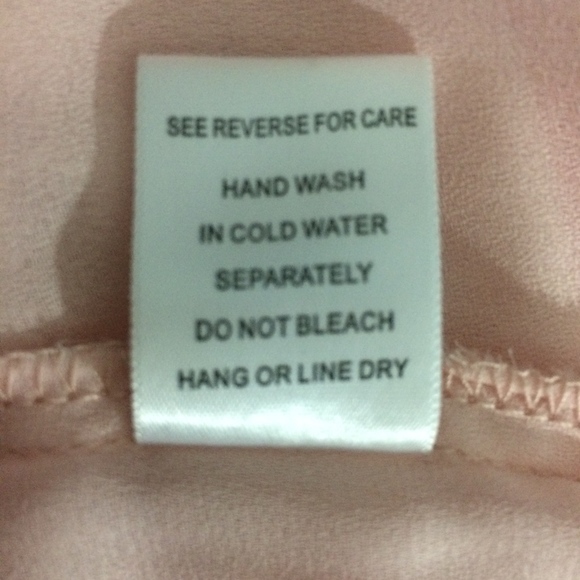 SEE REVERSE FOR CARE
HAND WASH
IN COLD WATER
SEPARATELY
DO NOT BLEACH
HANG OR LINE DRY